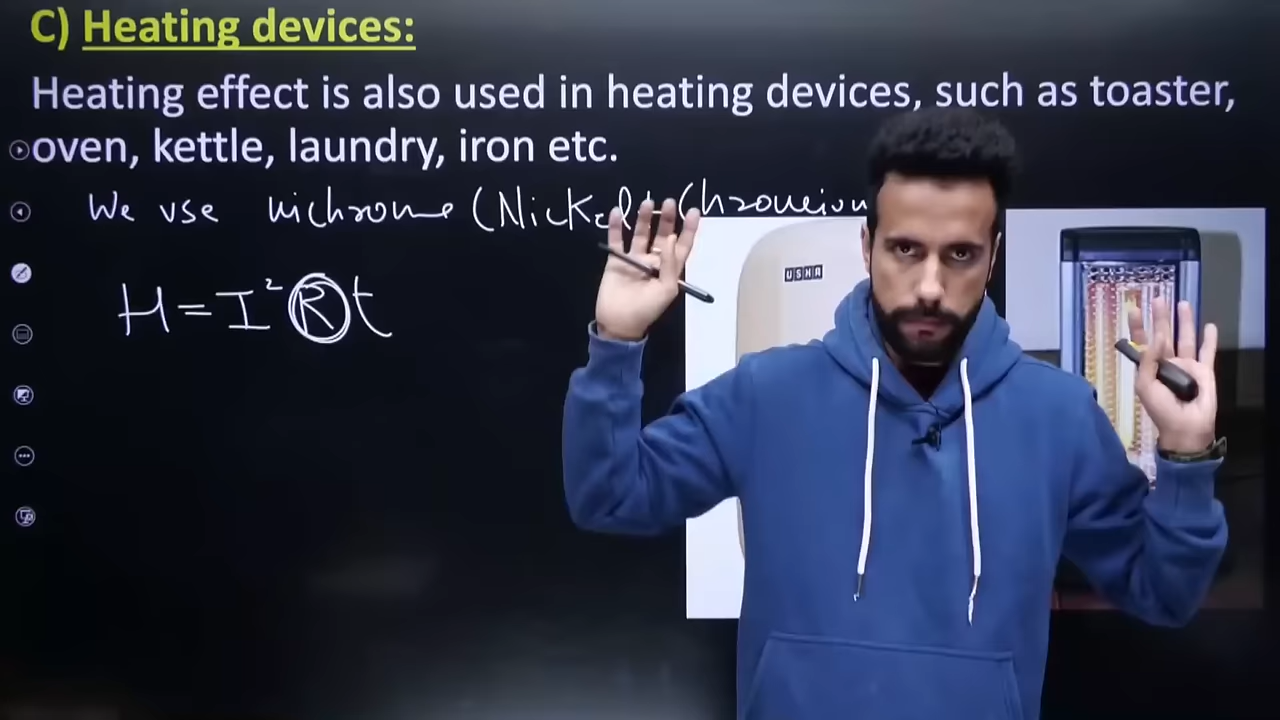 C) Heating devices:
Heating effect is also used in heating devices, such as toaster,
oven, kettle, laundry, iron etc.
We use nichrome (Nickel + Chromeium
H = I²Rt
USHA